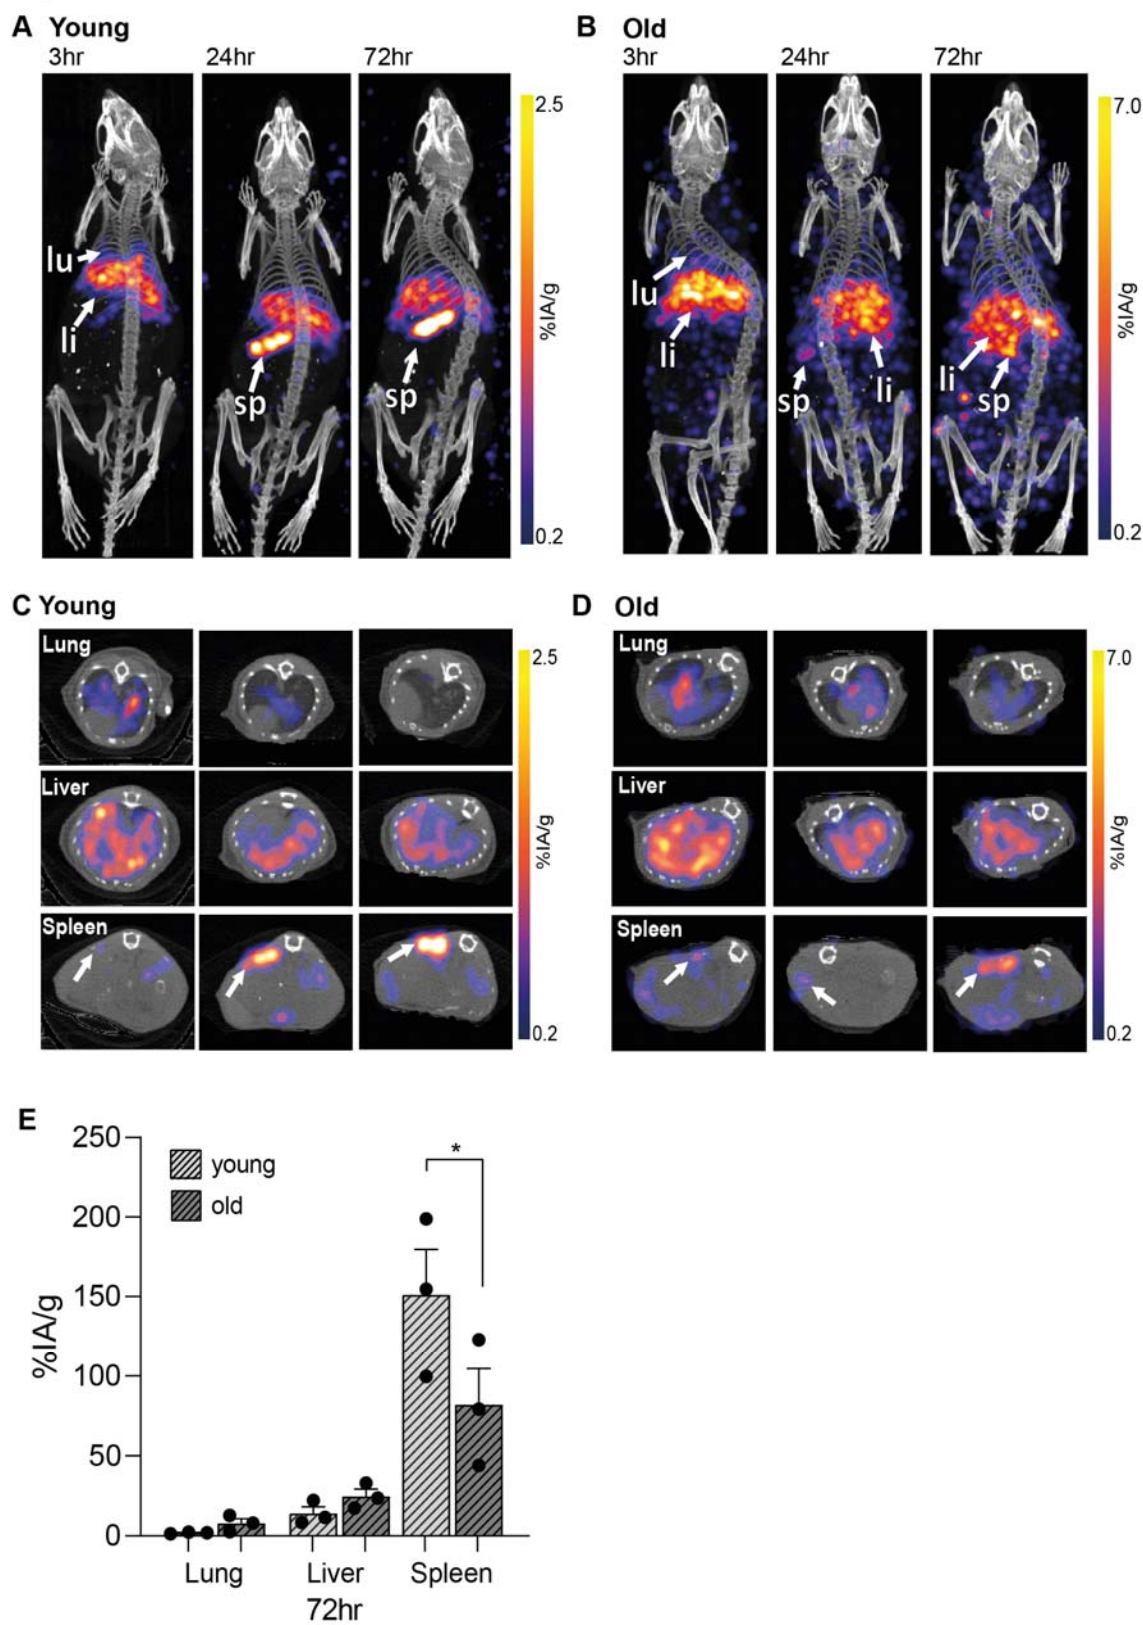 A Young
3hr 24hr 72hr
lu
li
sp
sp
2.5
%IA/g
0.2
B Old
3hr 24hr 72hr
lu
li
sp
li
li
sp
7.0
%IA/g
0.2
C Young
Lung
Liver
Spleen
2.5
%IA/g
0.2
D Old
Lung
Liver
Spleen
7.0
%IA/g
0.2
E
250
200
150
100
50
0
%IA/g
young
old
*
Lung Liver Spleen
72hr